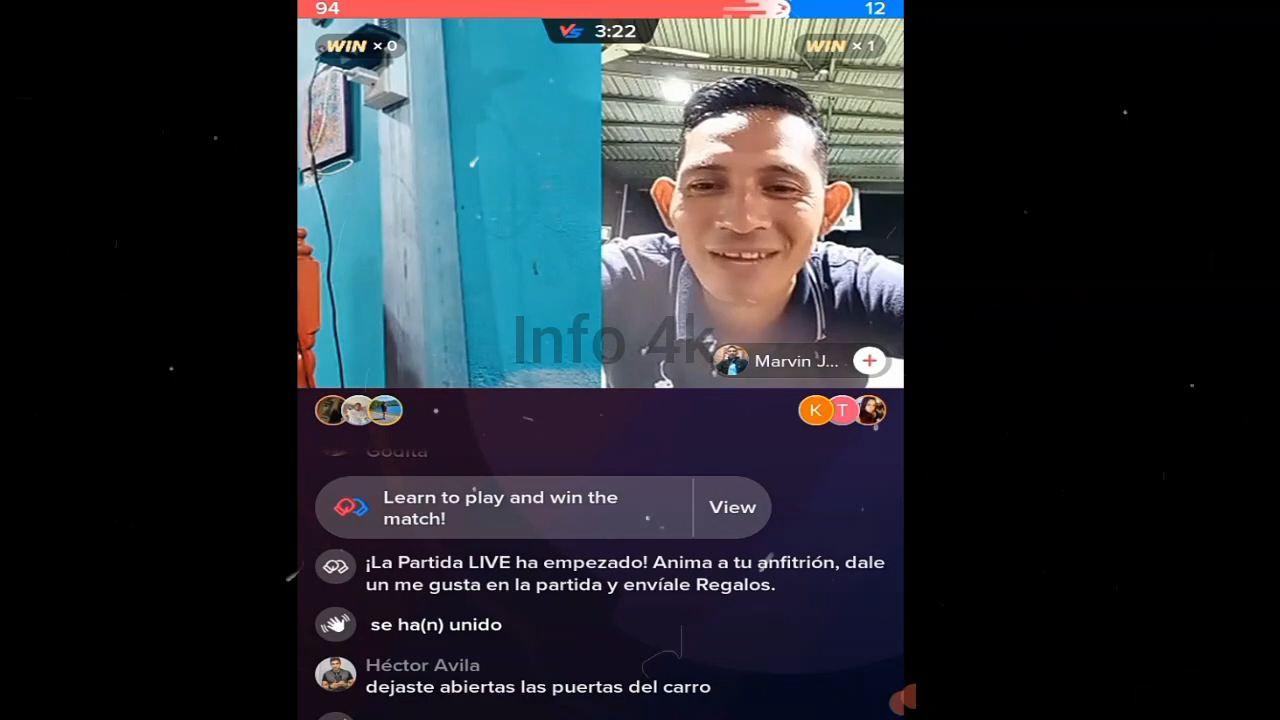 94
12
VS 3:22
WIN × 0
WIN × 1
Info 4k
Marvin J...
K T
Godita
Learn to play and win the
match!
View
¡La Partida LIVE ha empezado! Anima a tu anfitrión, dale
un me gusta en la partida y envíale Regalos.
se ha(n) unido
Héctor Avila
dejaste abiertas las puertas del carro